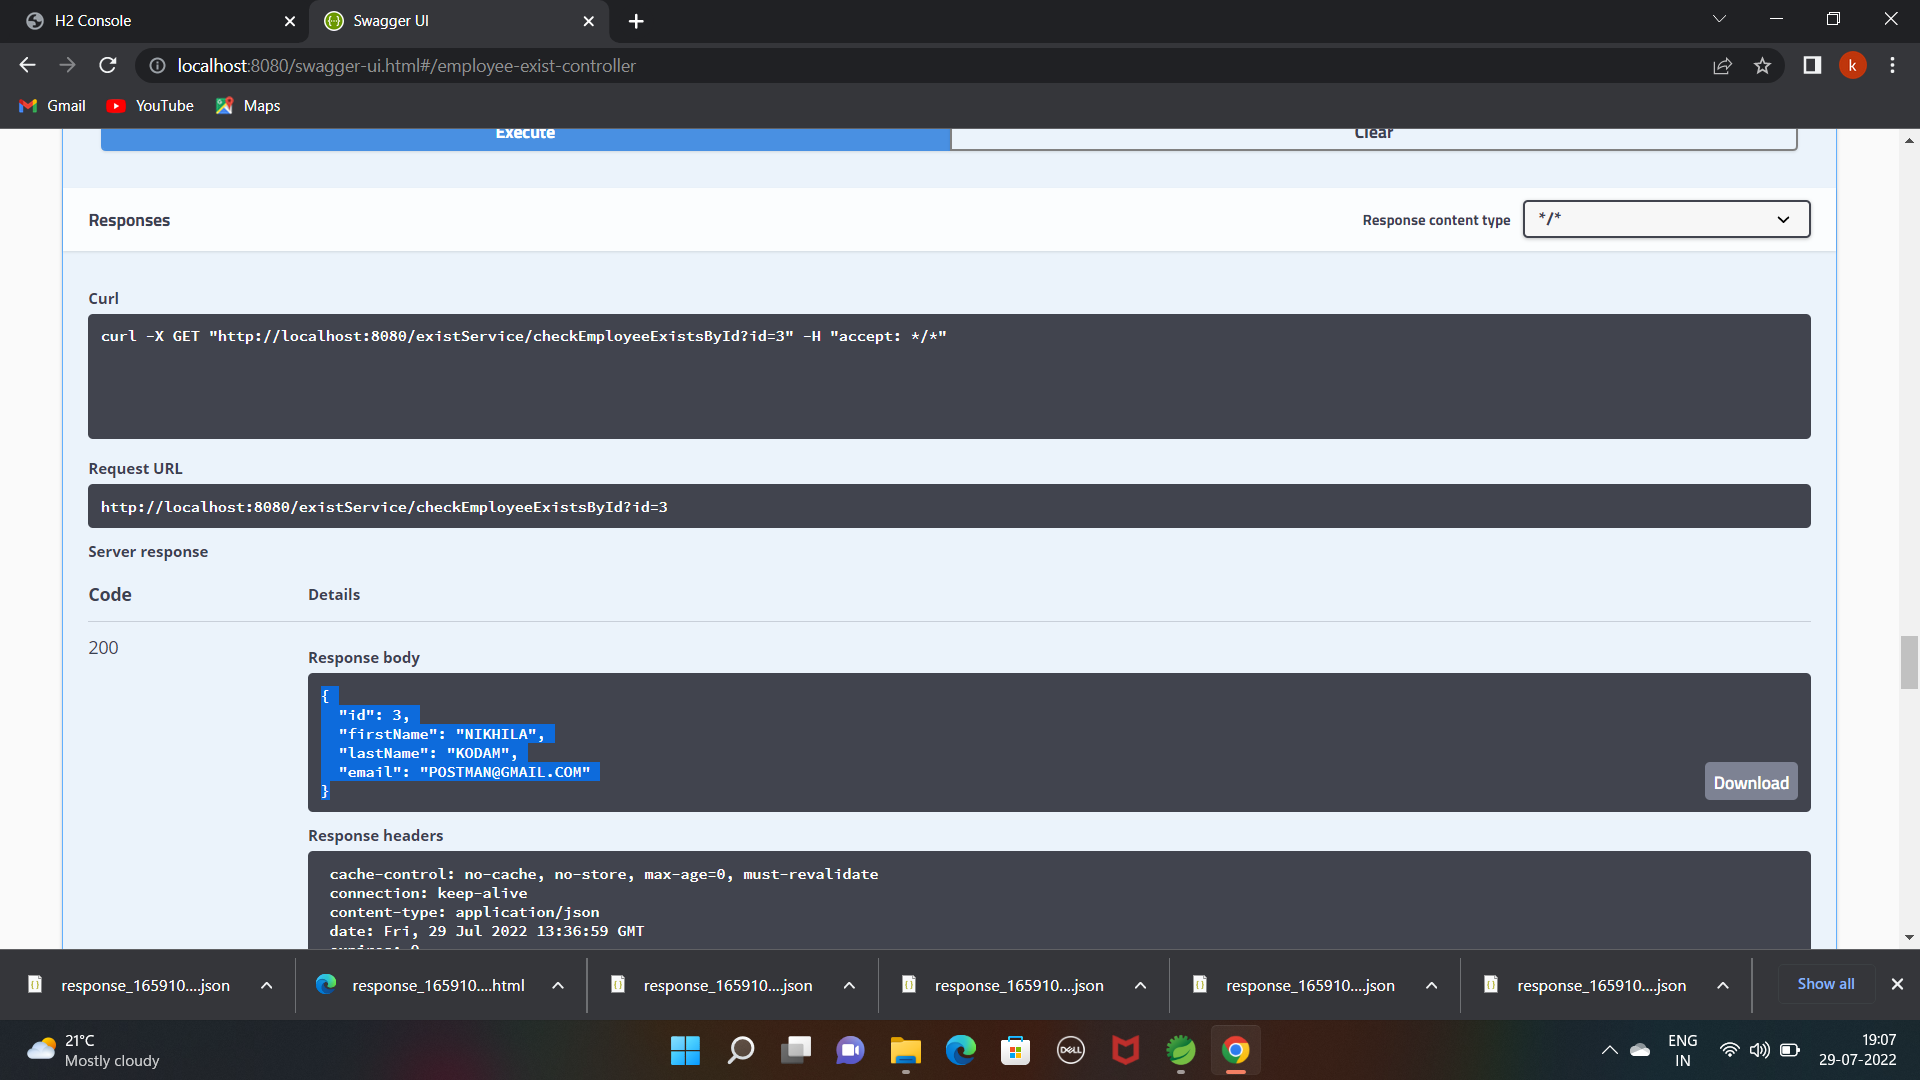 H2 Console
Swagger UI
localhost:8080/swagger-ui.html#/employee-exist-controller
k
Gmail
YouTube
Maps
Execute
Clear
Responses
Response content type
*/*
Curl
curl -X GET "http://localhost:8080/existService/checkEmployeeExistsById?id=3" -H "accept: */*"
Request URL
http://localhost:8080/existService/checkEmployeeExistsById?id=3
Server response
Code
Details
200
Response body
{
"id": 3,
"firstName": "NIKHILA",
"lastName": "KODAM",
"email": "POSTMAN@GMAIL.COM"
}
Download
Response headers
cache-control: no-cache, no-store, max-age=0, must-revalidate
connection: keep-alive
content-type: application/json
date: Fri, 29 Jul 2022 13:36:59 GMT
expires: 0
response_165910....json
response_165910....html
response_165910....json
response_165910....json
response_165910....json
response_165910....json
Show all
21°C
Mostly cloudy
DELL
ENG
IN
19:07
29-07-2022